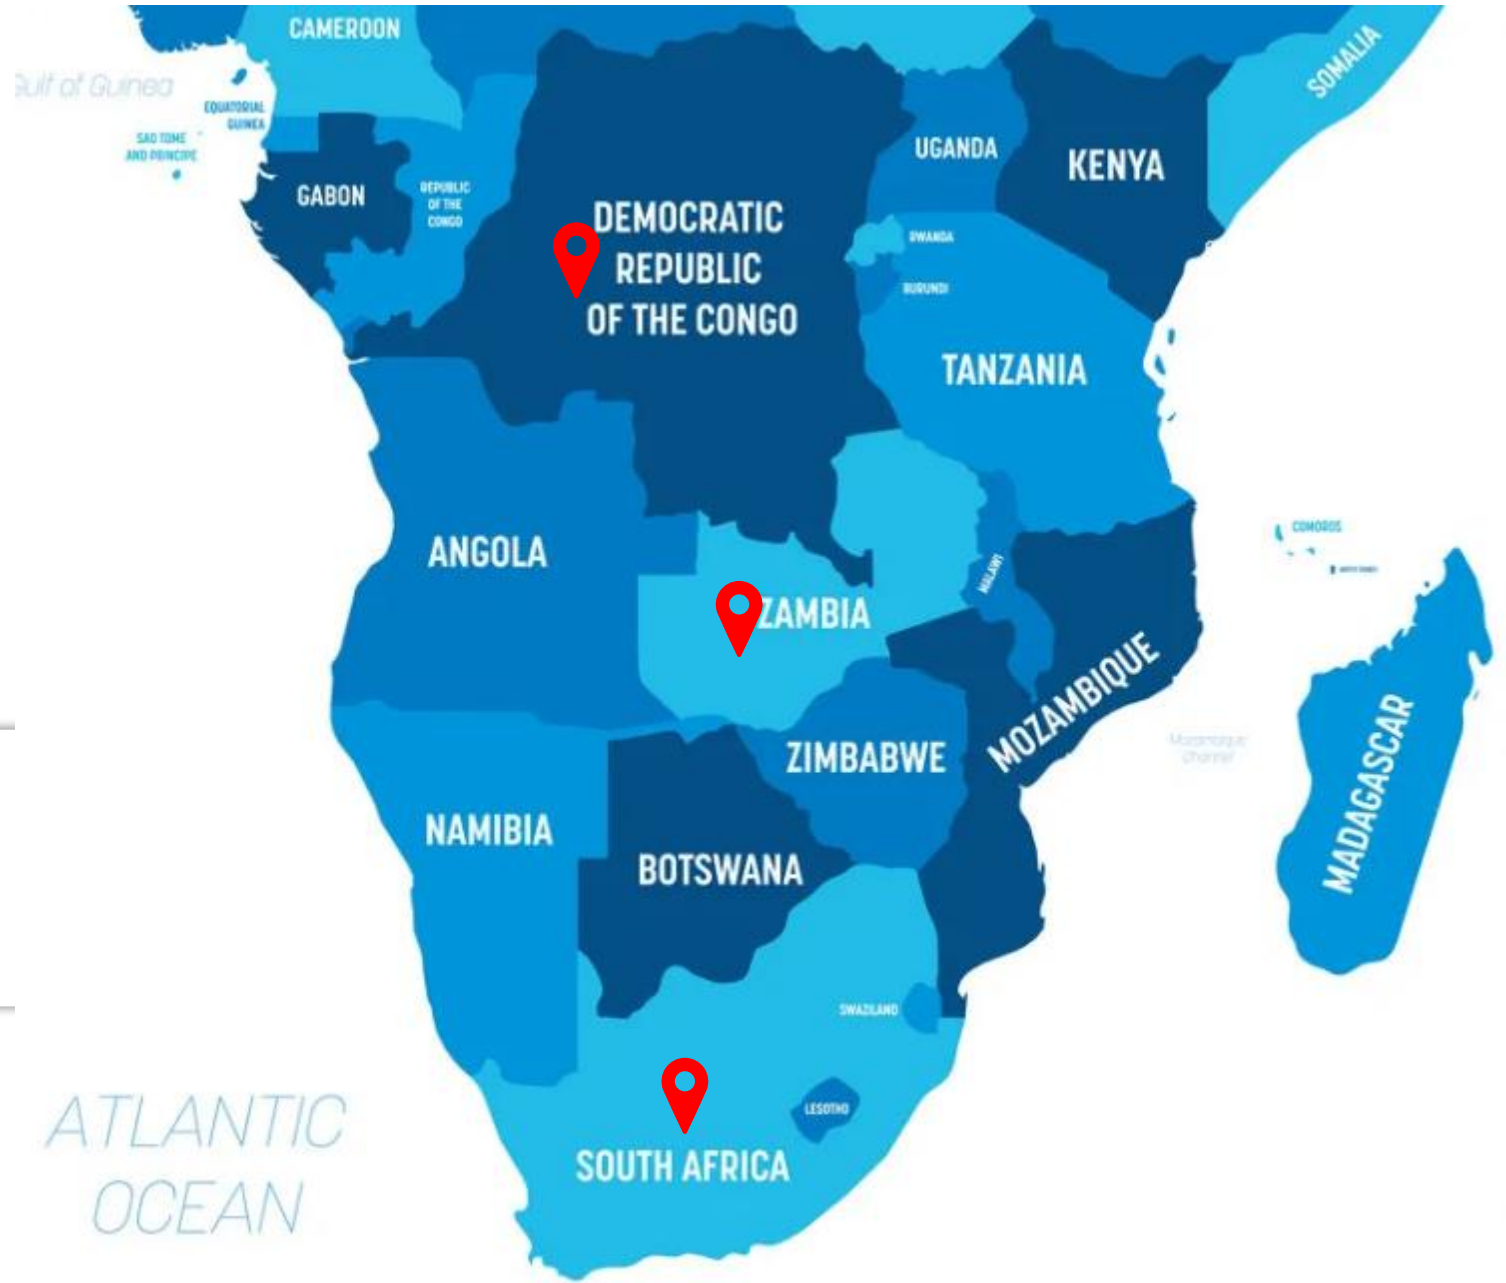 CAMEROON
SOMALIA
Gulf of Guinea
EQUATORIAL
GUINEA
SAO TOME
AND PRINCIPE
UGANDA
KENYA
GABON
REPUBLIC
OF THE
CONGO
DEMOCRATIC
REPUBLIC
OF THE CONGO
RWANDA
BURUNDI
TANZANIA
ANGOLA
COMOROS
MALAWI
ZAMBIA
MOZAMBIQUE
Mozambique
Channel
ZIMBABWE
MADAGASCAR
NAMIBIA
BOTSWANA
SWAZILAND
LESOTHO
ATLANTIC
OCEAN
SOUTH AFRICA